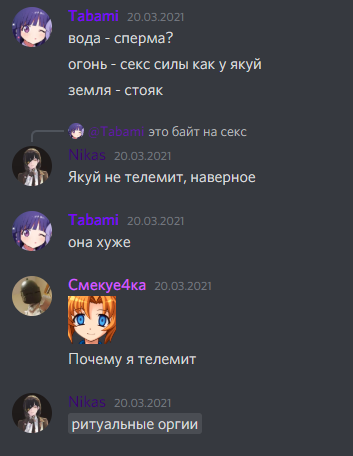 Tabami 20.03.2021
вода - сперма?
огонь - секс силы как у якуй
земля - стояк
@Tabami это байт на секс
Nikas 20.03.2021
Якуй не телемит, наверное
Tabami 20.03.2021
она хуже
Смекуе4ка 20.03.2021
Почему я телемит
Nikas 20.03.2021
ритуальные оргии